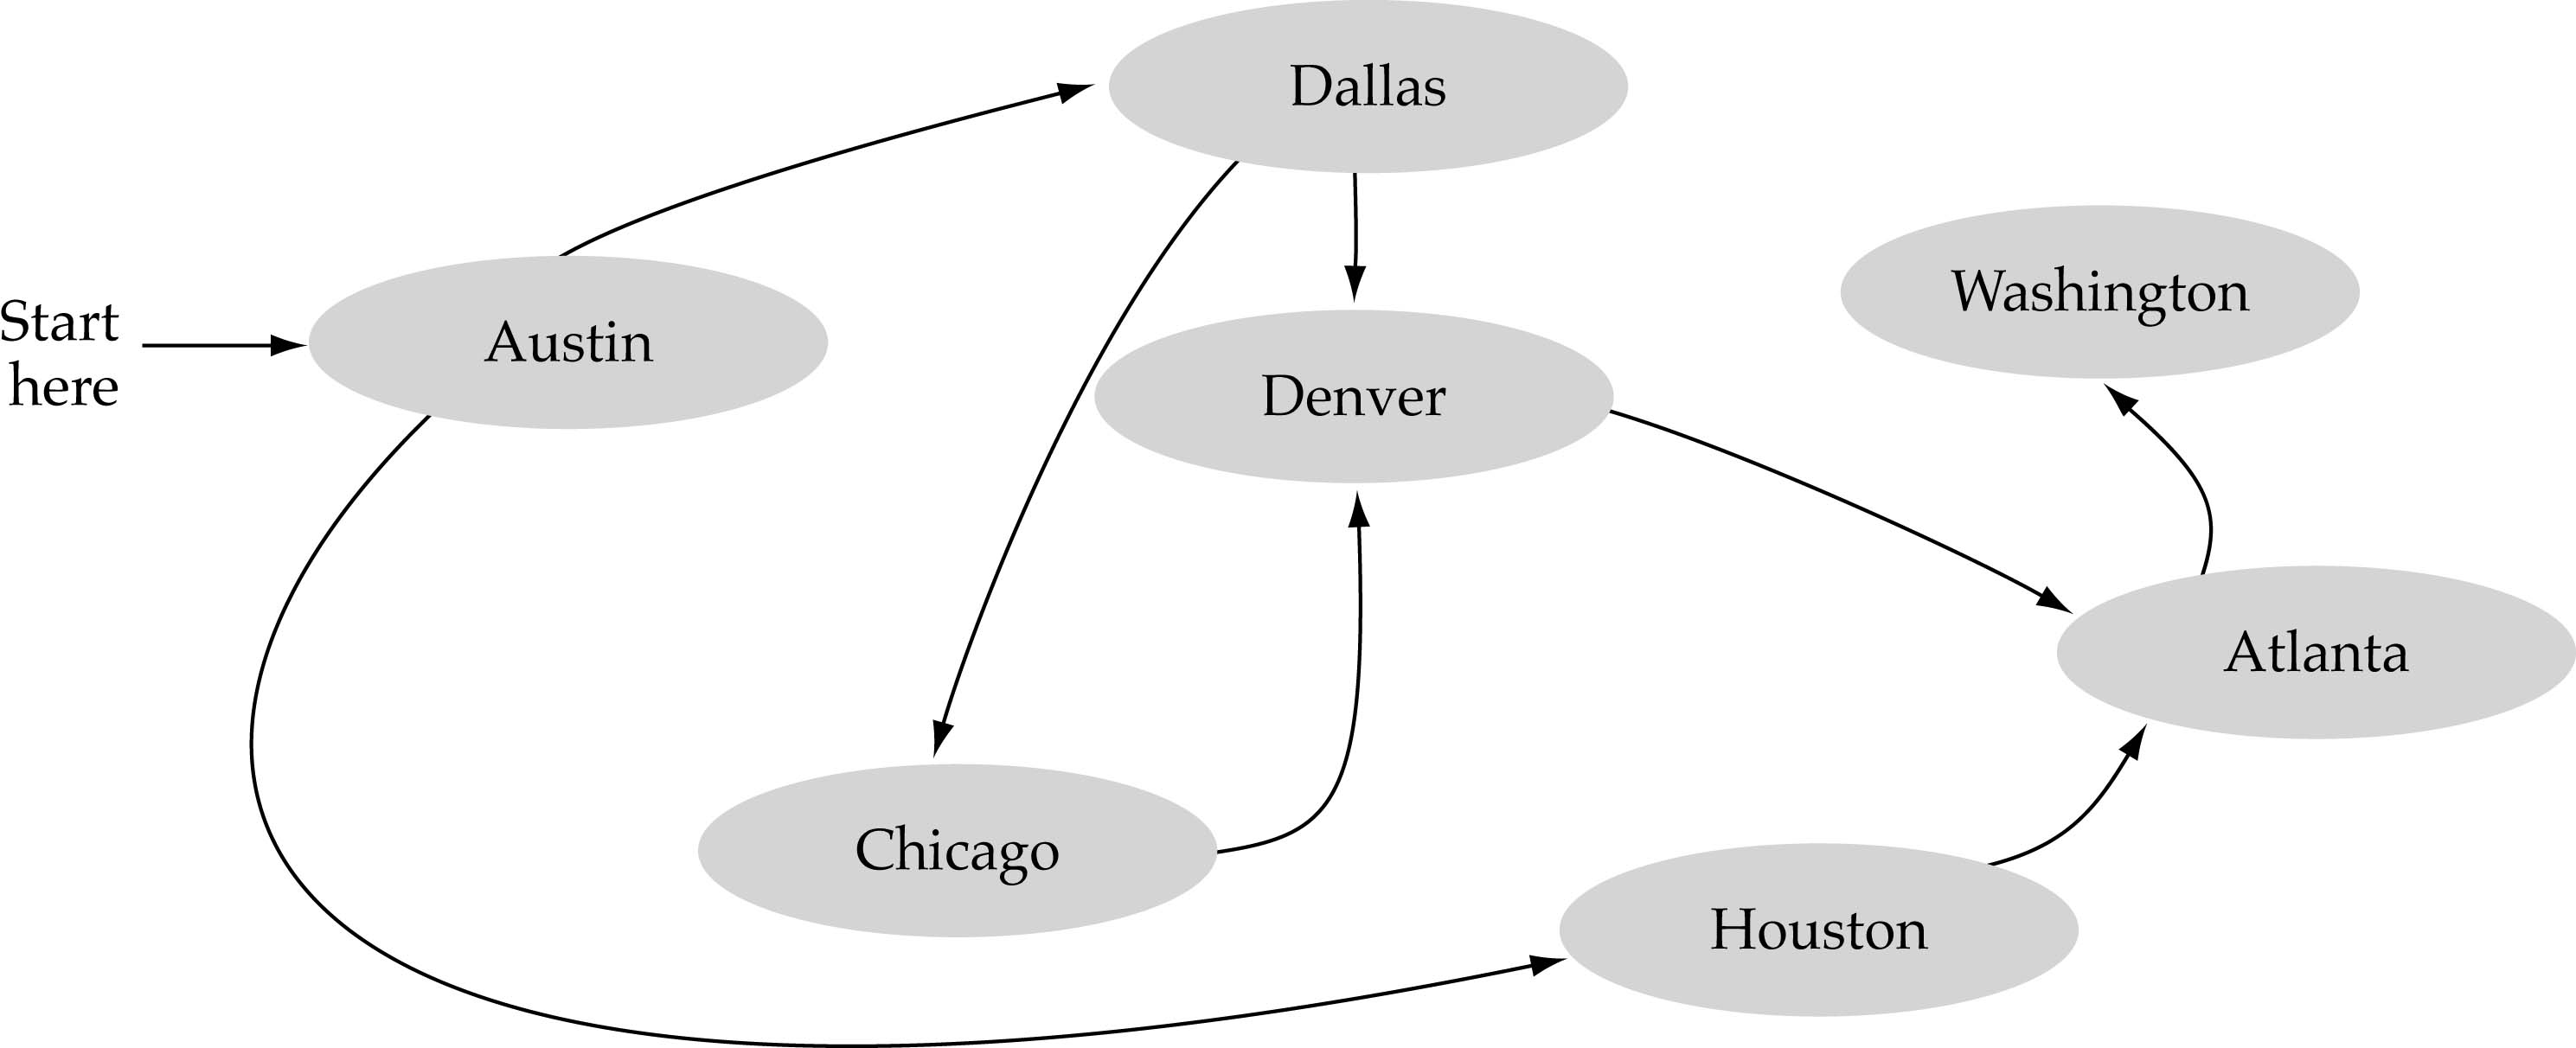 Dallas
Washington
Start
here
Austin
Denver
Atlanta
Chicago
Houston